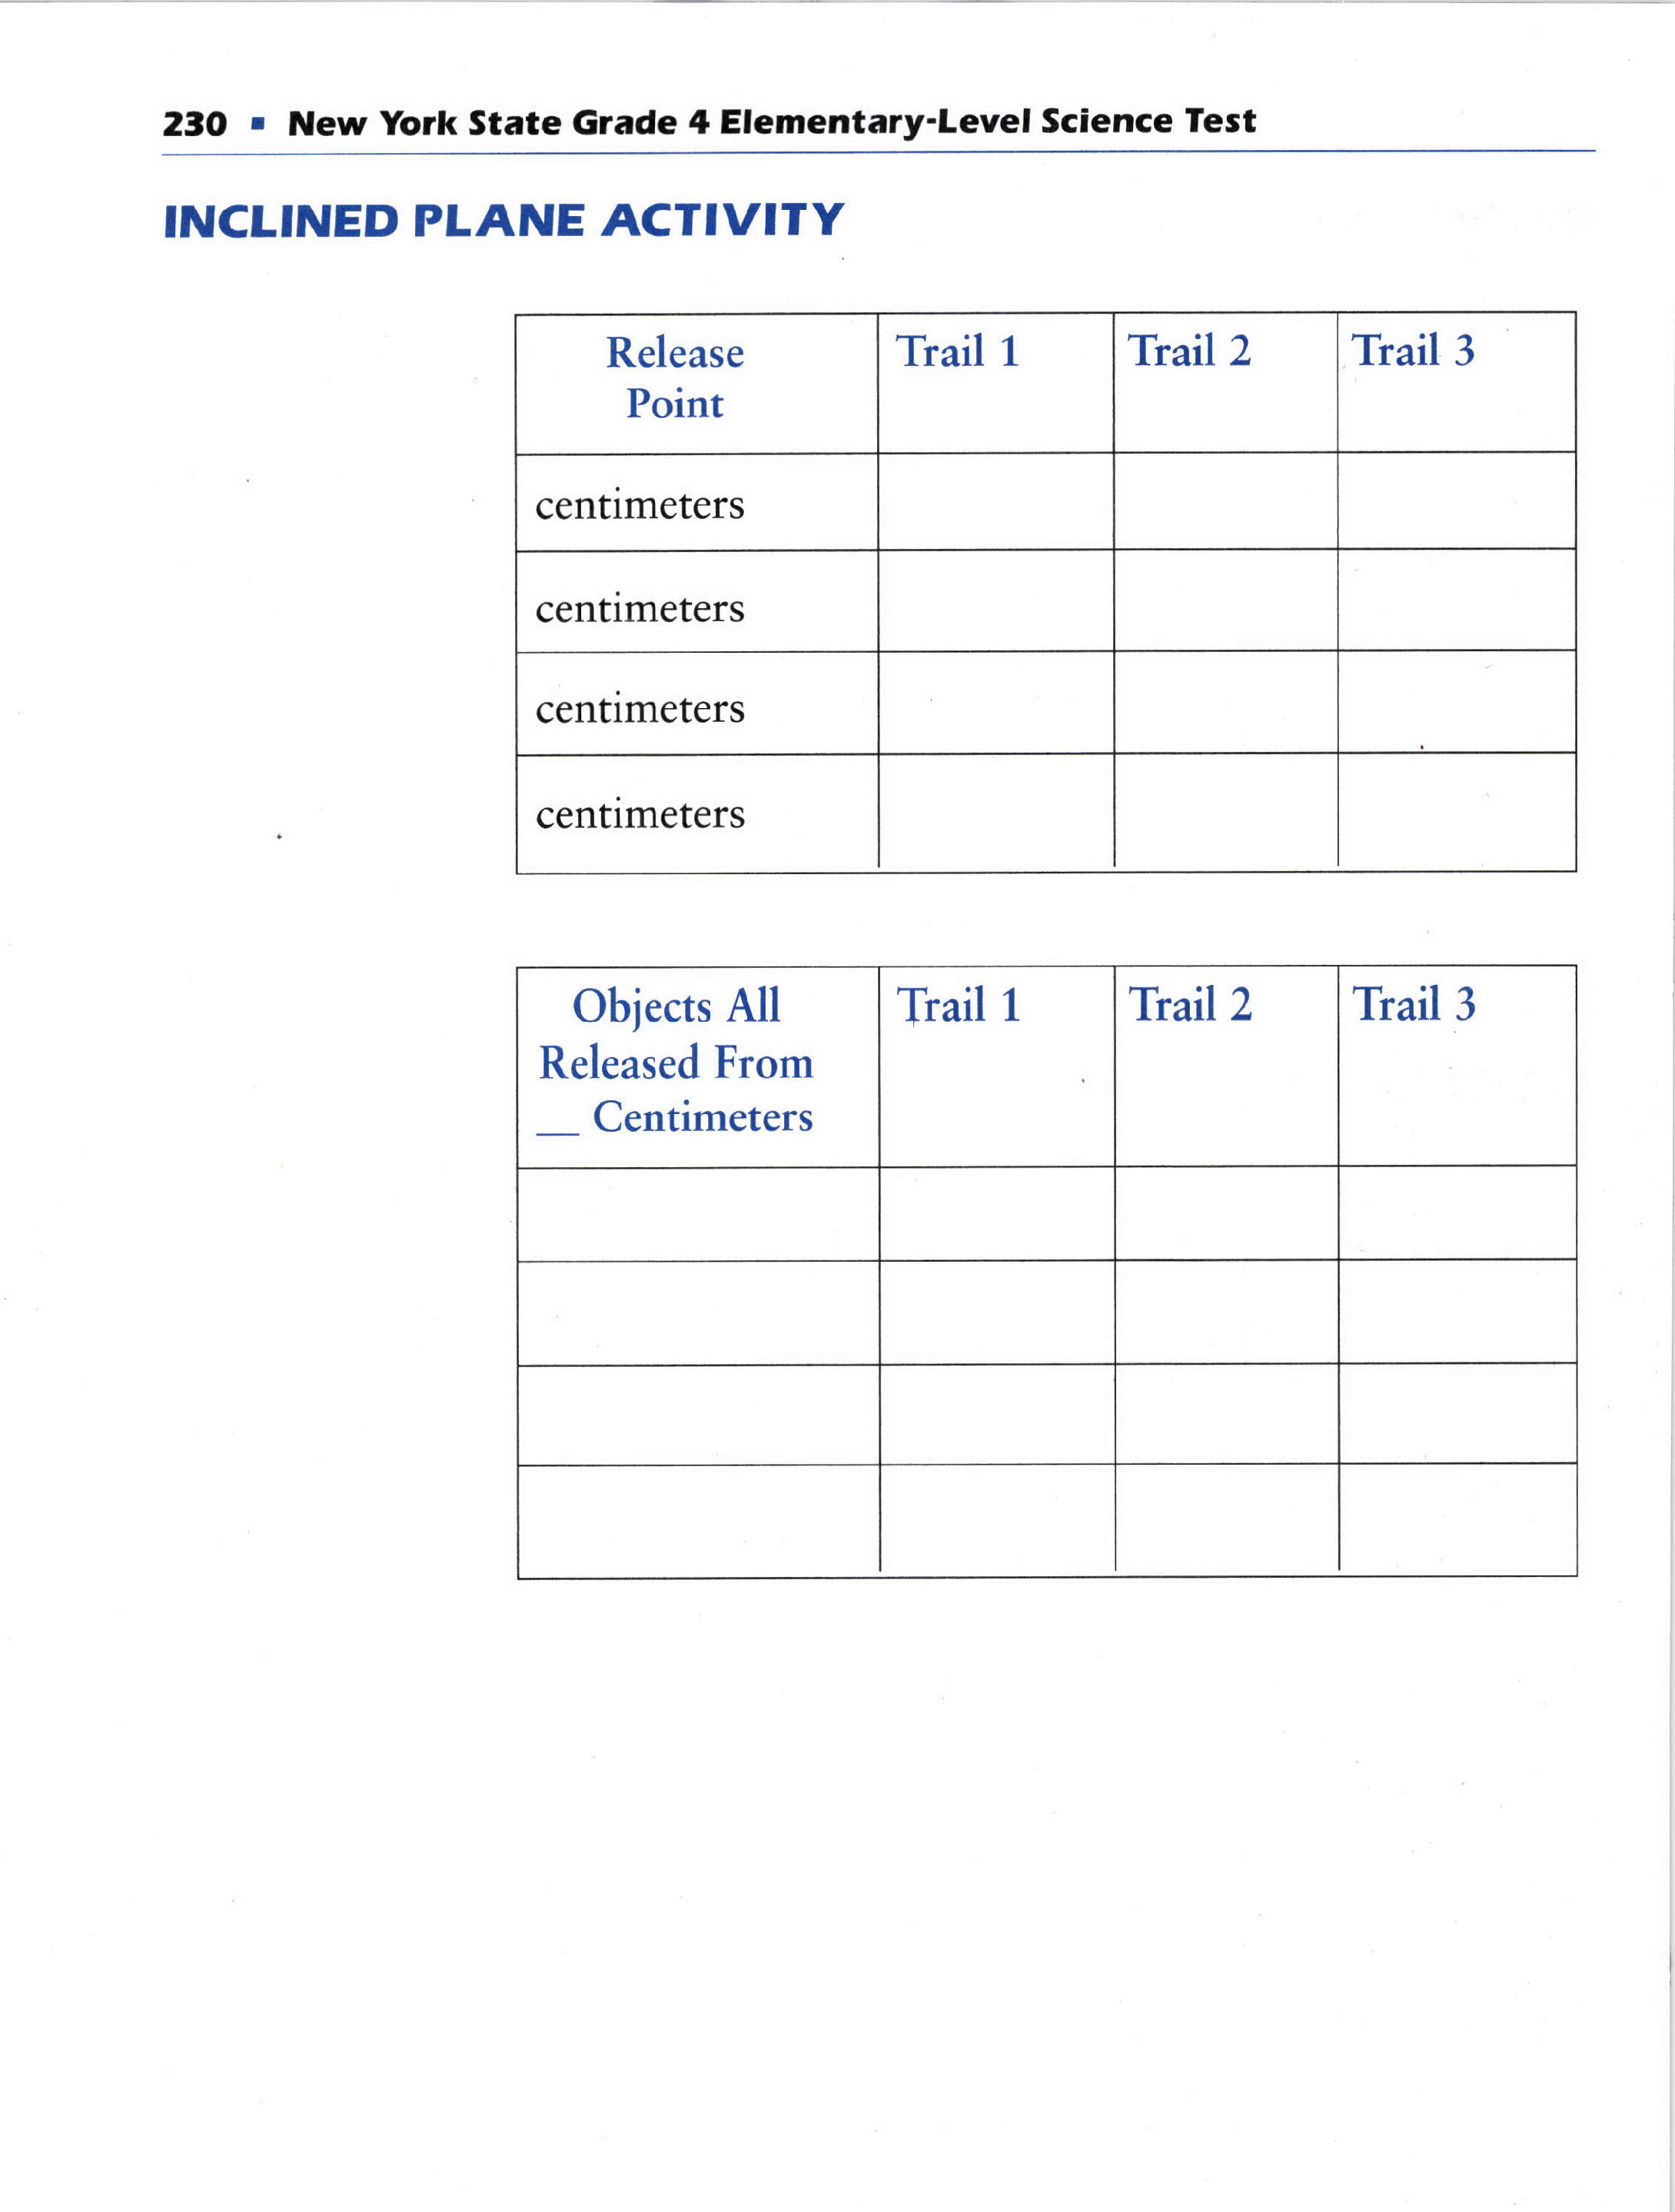 230 ▪ New York State Grade 4 Elementary-Level Science Test
INCLINED PLANE ACTIVITY
Release Point Trail 1 Trail 2 Trail 3
centimeters
centimeters
centimeters
centimeters
Objects All Released From __ Centimeters Trail 1 Trail 2 Trail 3